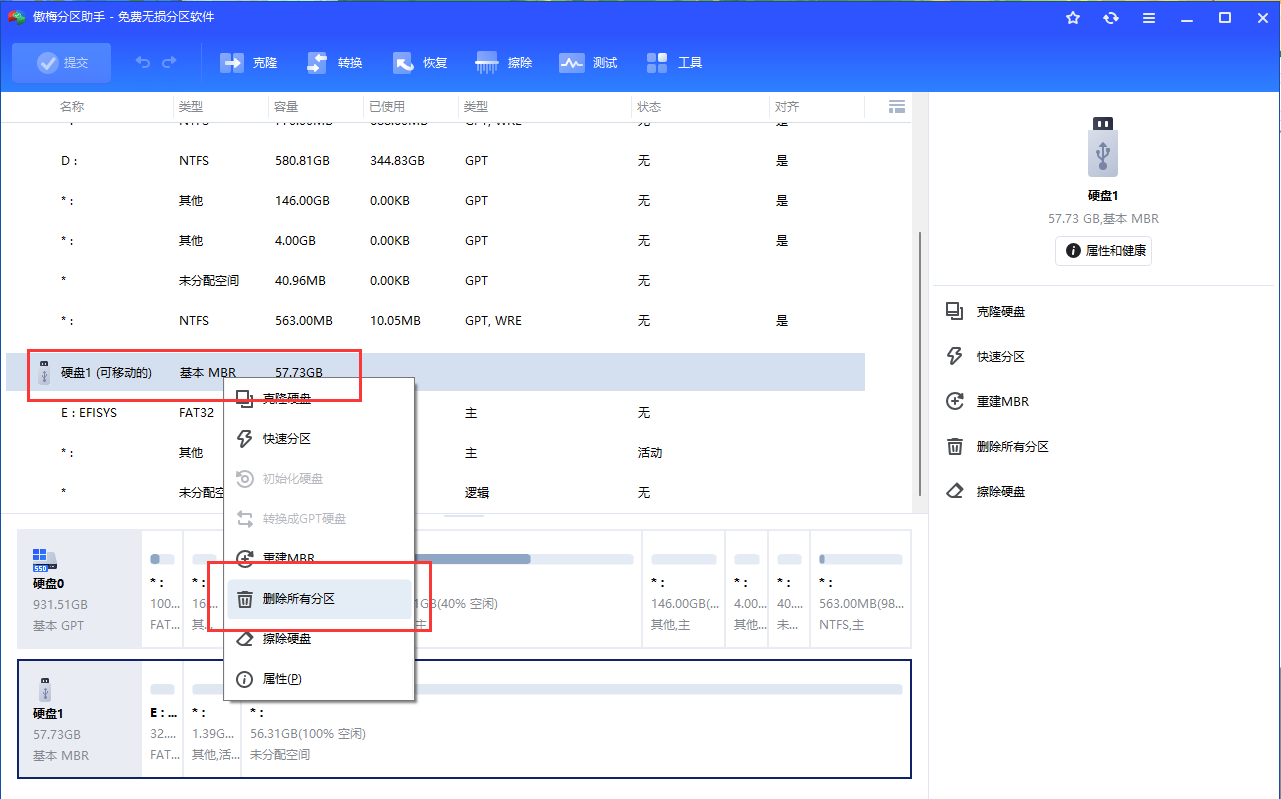 傲梅分区助手 - 免费无损分区软件
提交
克隆
转换
恢复
擦除
测试
工具
名称 类型 容量 已使用 类型 状态 对齐
D : NTFS 580.81GB 344.83GB GPT 无 是
* : 其他 146.00GB 0.00KB GPT 无 是
* : 其他 4.00GB 0.00KB GPT 无 是
* 未分配空间 40.96MB 0.00KB GPT 无
* : NTFS 563.00MB 10.05MB GPT, WRE 无 是
硬盘1 (可移动的) 基本 MBR 57.73GB
E : EFISYS FAT32 主 无
* : 其他 主 活动
* 未分配空 逻辑 无
克隆硬盘
快速分区
初始化硬盘
转换成GPT硬盘
重建MBR
删除所有分区
擦除硬盘
属性(P)
SSD
硬盘0
931.51GB
基本 GPT
* :
100...
FAT...
* :
16...
其...
1GB(40% 空闲)
主
* :
146.00GB(...
其他,主
* :
4.00...
其他...
* :
40....
未...
* :
563.00MB(98...
NTFS,主
硬盘1
57.73GB
基本 MBR
E : ...
32....
FAT...
* :
1.39G...
其他,活...
* :
56.31GB(100% 空闲)
未分配空间
硬盘1
57.73 GB,基本 MBR
属性和健康
克隆硬盘
快速分区
重建MBR
删除所有分区
擦除硬盘